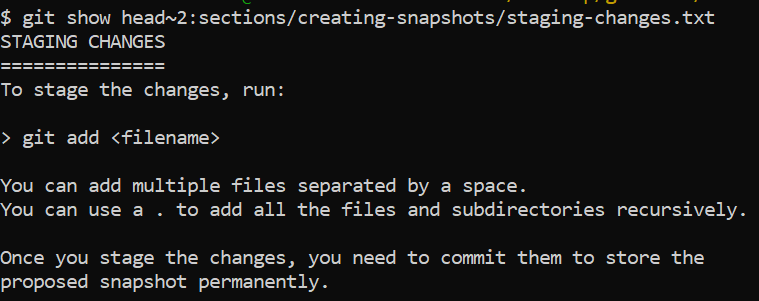 $ git show head~2:sections/creating-snapshots/staging-changes.txt
STAGING CHANGES
===============
To stage the changes, run:
> git add <filename>
You can add multiple files separated by a space.
You can use a . to add all the files and subdirectories recursively.
Once you stage the changes, you need to commit them to store the
proposed snapshot permanently.